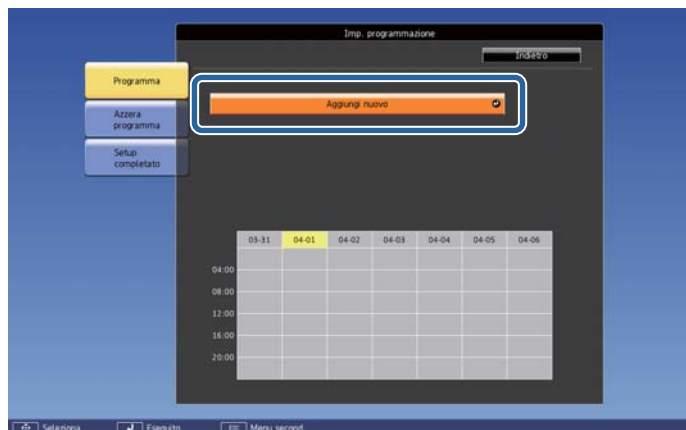 Imp. programmazione
Indietro
Programma
Aggiungi nuovo
Azzera
programma
Setup
completato
03-31 04-01 04-02 04-03 04-04 04-05 04-06
04:00
08:00
12:00
16:00
20:00
Seleziona Eseguito Menu second.